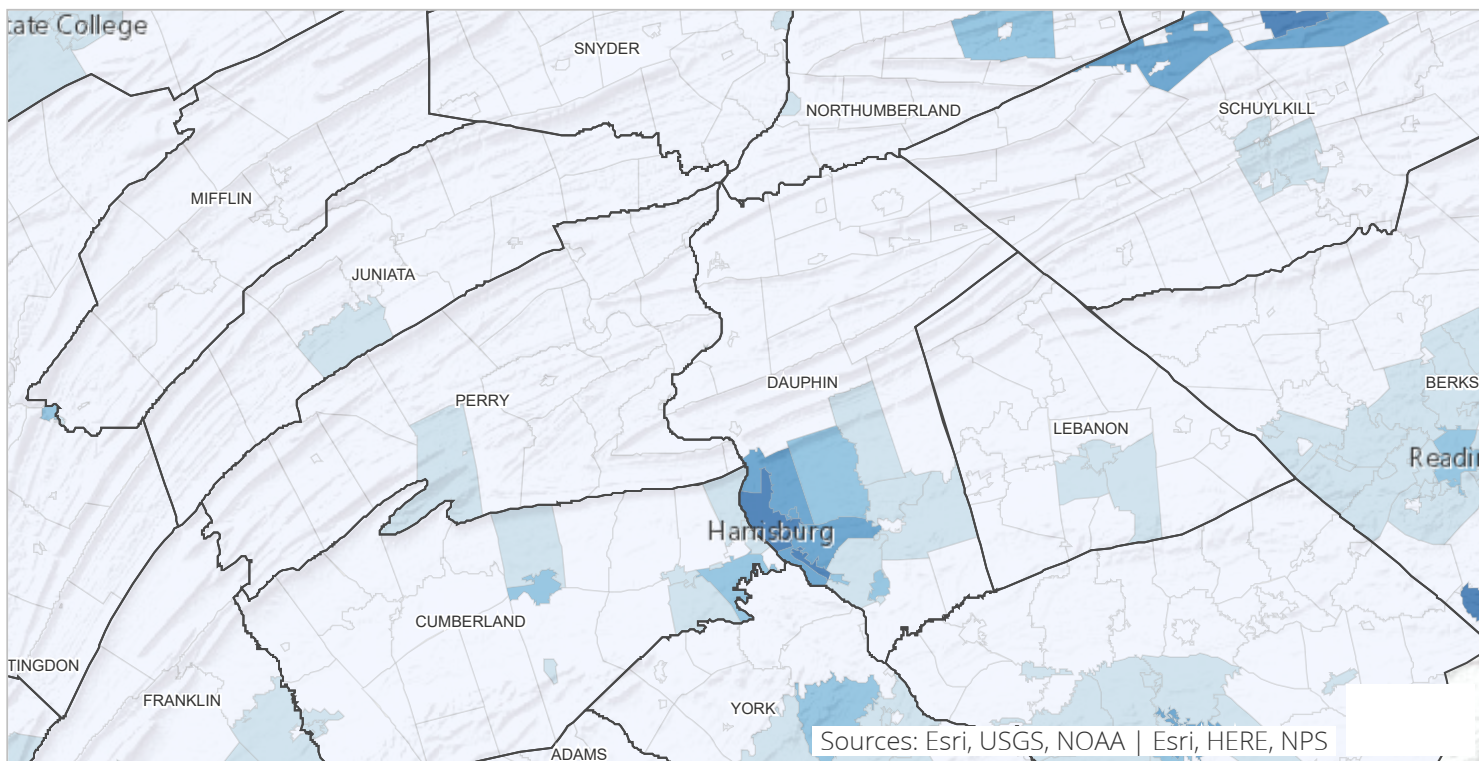 tate College
SNYDER
NORTHUMBERLAND
SCHUYLKILL
MIFFLIN
JUNIATA
DAUPHIN
BERKS
PERRY
LEBANON
Readi
Harrisburg
CUMBERLAND
TINGDON
FRANKLIN
YORK
ADAMS
Sources: Esri, USGS, NOAA | Esri, HERE, NPS